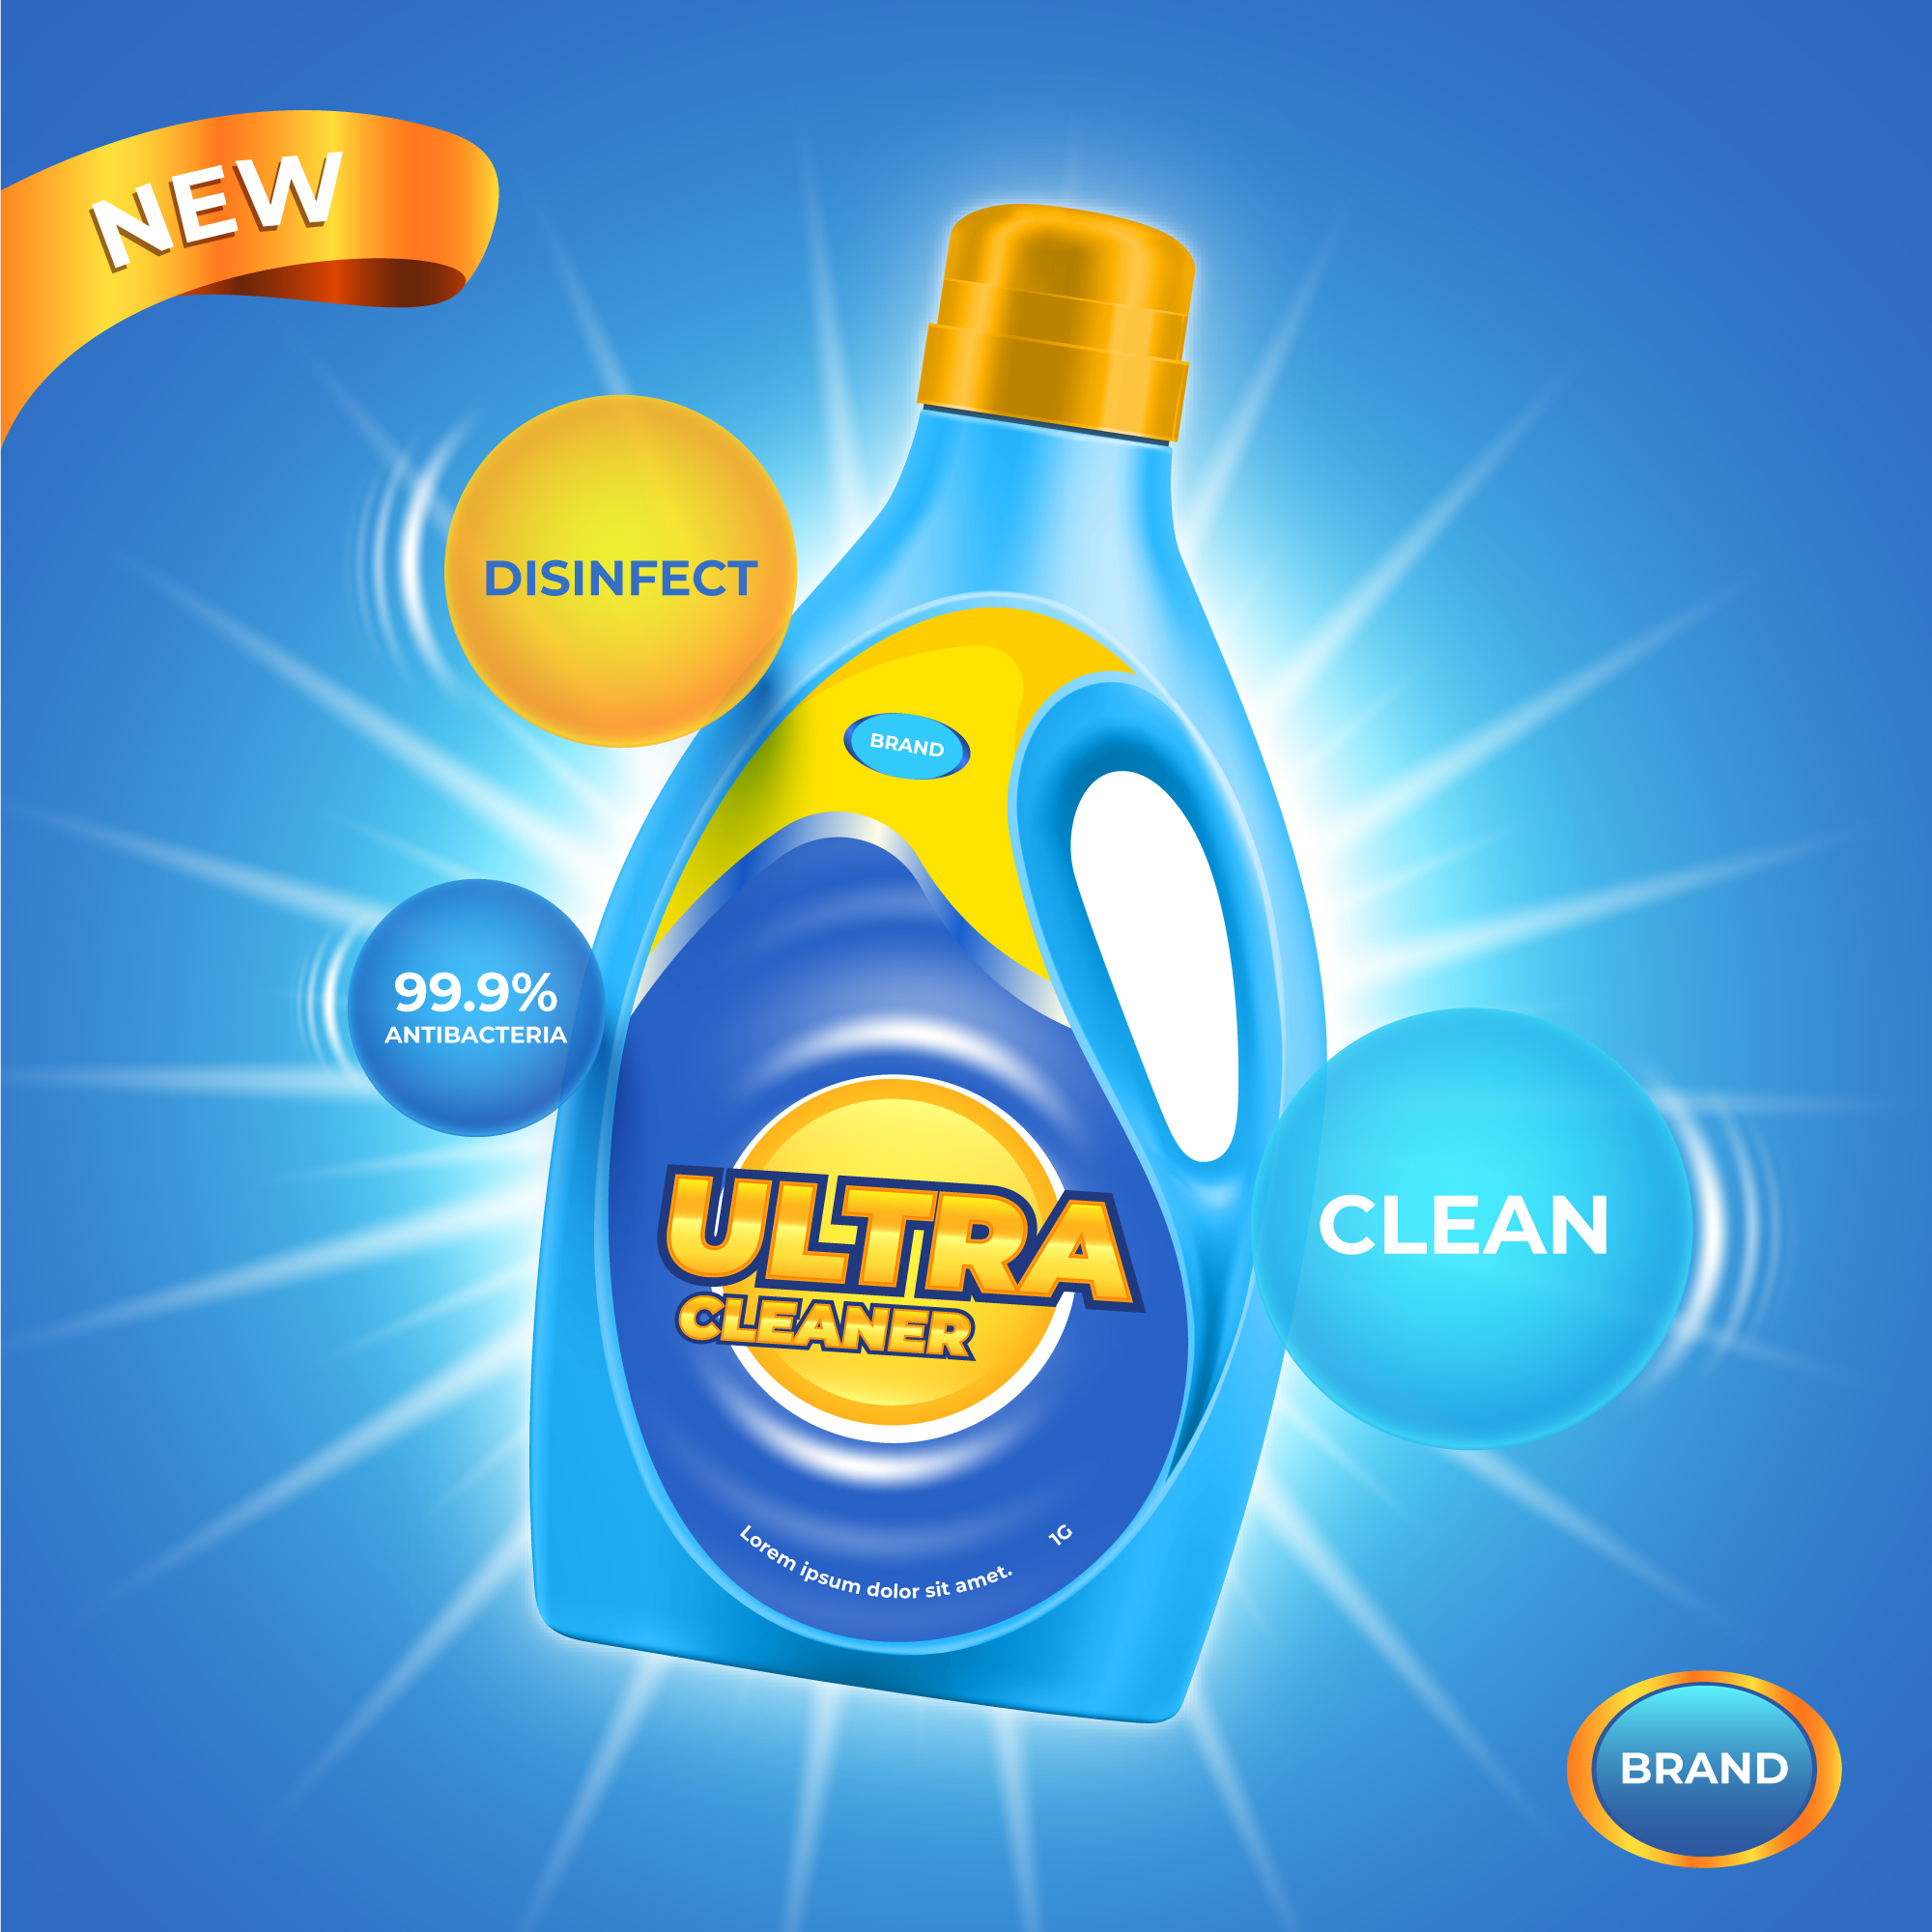 NEW
DISINFECT
BRAND
99.9%
ANTIBACTERIA
ULTRA
CLEANER
CLEAN
Lorem ipsum dolor sit amet.
1G
BRAND